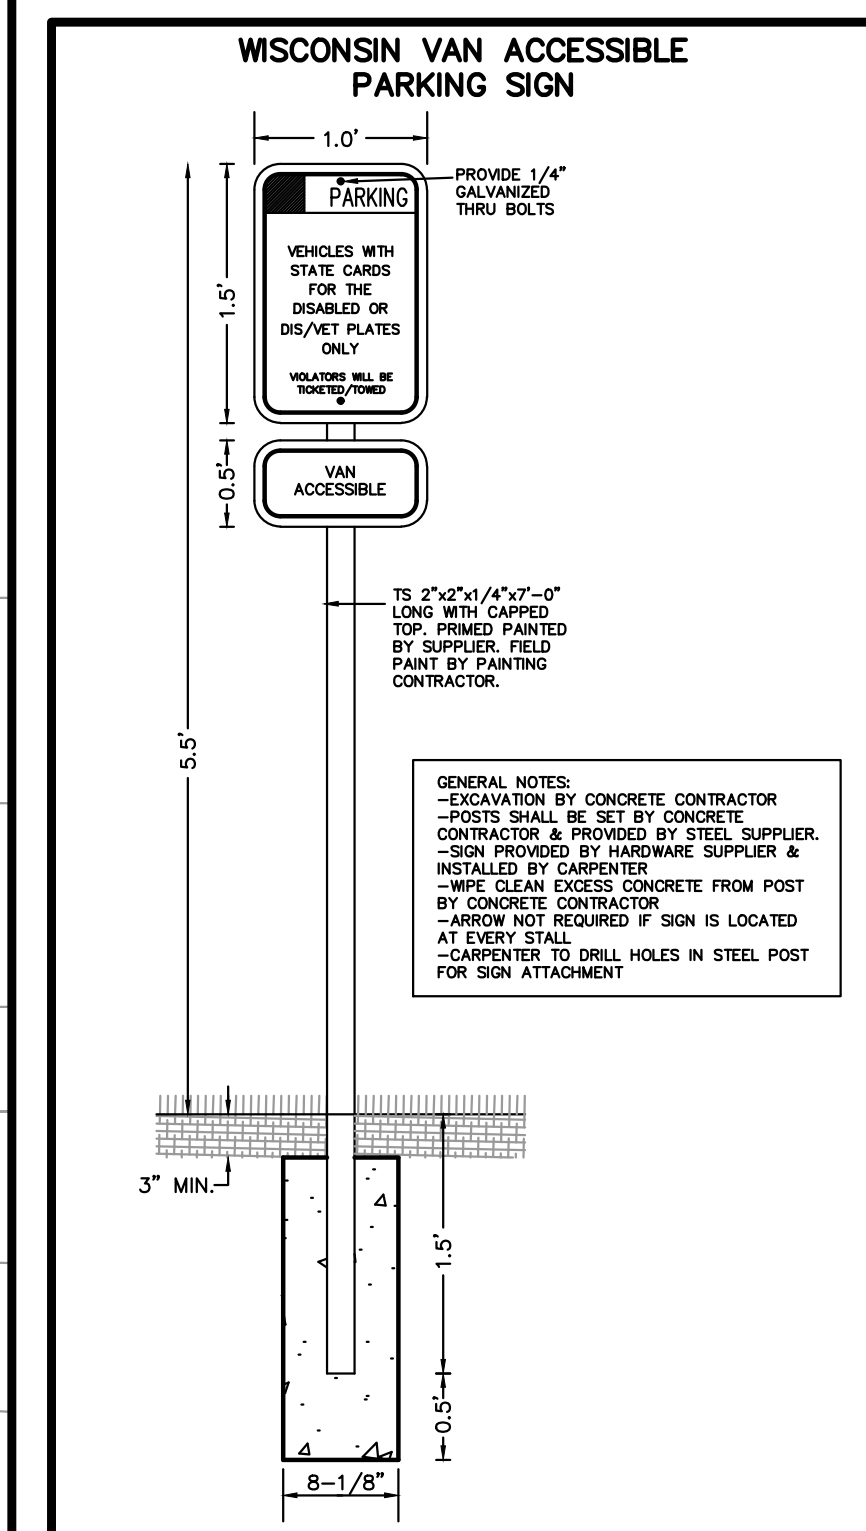 WISCONSIN VAN ACCESSIBLE
PARKING SIGN
1.0'
PROVIDE 1/4"
GALVANIZED
THRU BOLTS
PARKING
VEHICLES WITH
STATE CARDS
FOR THE
DISABLED OR
DIS/VET PLATES
ONLY
VIOLATORS WILL BE
TICKETED/TOWED
1.5'
VAN
ACCESSIBLE
0.5'
TS 2"x2"x1/4"x7'-0"
LONG WITH CAPPED
TOP. PRIMED PAINTED
BY SUPPLIER. FIELD
PAINT BY PAINTING
CONTRACTOR.
5.5'
GENERAL NOTES:
-EXCAVATION BY CONCRETE CONTRACTOR
-POSTS SHALL BE SET BY CONCRETE
CONTRACTOR & PROVIDED BY STEEL SUPPLIER.
-SIGN PROVIDED BY HARDWARE SUPPLIER &
INSTALLED BY CARPENTER
-WIPE CLEAN EXCESS CONCRETE FROM POST
BY CONCRETE CONTRACTOR
-ARROW NOT REQUIRED IF SIGN IS LOCATED
AT EVERY STALL
-CARPENTER TO DRILL HOLES IN STEEL POST
FOR SIGN ATTACHMENT
3" MIN.
1.5'
0.5'
8-1/8"